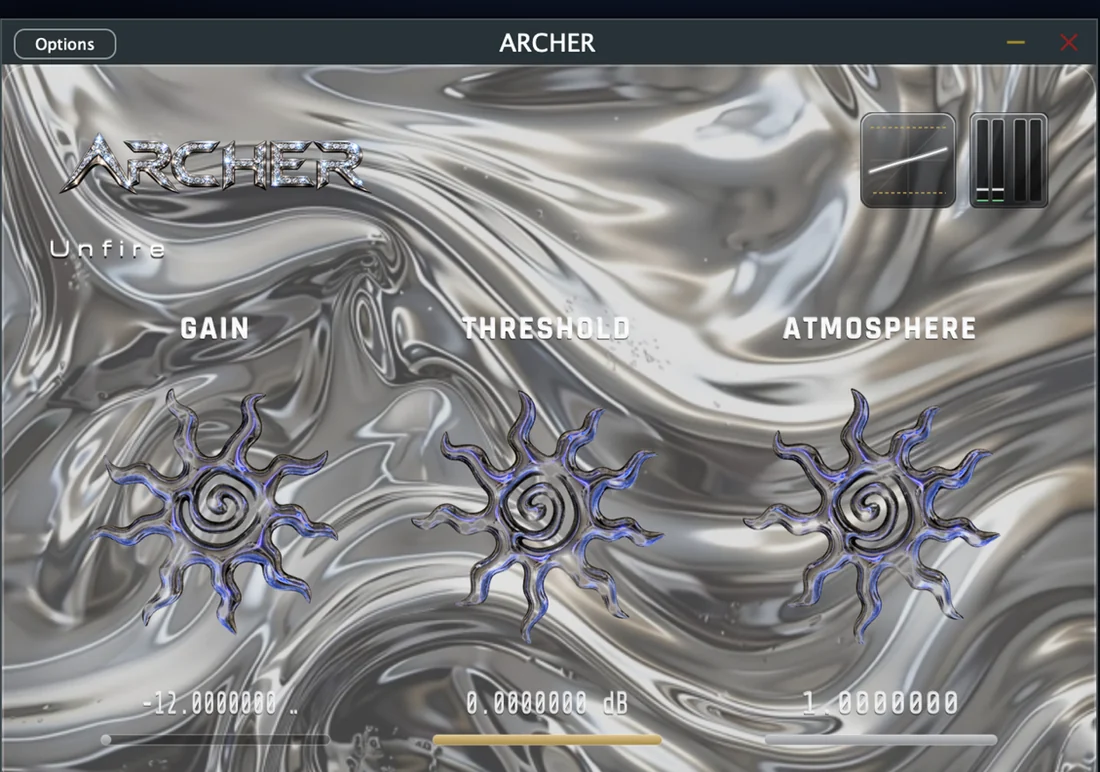 Options
ARCHER
ARCHER
Unfire
GAIN
THRESHOLD
ATMOSPHERE
-12.0000000 ..
0.0000000 dB
1.0000000